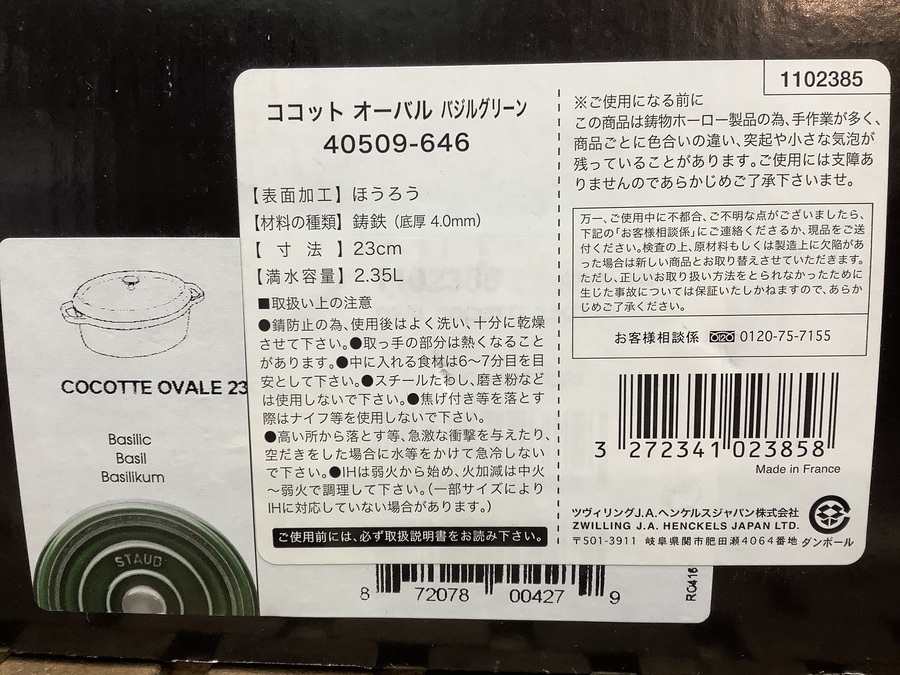 1102385
ココット オーバル バジルグリーン
40509-646
【表面加工】ほうろう
【材料の種類】鋳鉄（底厚 4.0mm）
【 寸 法 】23cm
【満水容量】2.35L
■取扱い上の注意
●錆防止の為、使用後はよく洗い、十分に乾燥
させて下さい。●取っ手の部分は熱くなること
があります。●中に入れる食材は6～7分目を目
安として下さい。●スチールたわし、磨き粉など
は使用しないで下さい。●焦げ付き等を落とす
際はナイフ等を使用しないで下さい。
●高い所から落とす等、急激な衝撃を与えたり、
空だきをした場合に水等をかけて急冷しない
で下さい。●IHは弱火から始め、火加減は中火
～弱火で調理して下さい。（一部サイズにより
IHに対応していない場合があります。）
ご使用前には、必ず取扱説明書をお読み下さい。
※ご使用になる前に
この商品は鋳物ホーロー製品の為、手作業が多く、
商品ごとに色合いの違い、突起や小さな気泡が
残っていることがあります。ご使用には支障あ
りませんのであらかじめご了承下さいませ。
万一、ご使用中に不都合、ご不明な点がございましたら、
下記の「お客様相談係」にご連絡くださるか、現品をご送
付ください。検査の上、原材料もしくは製造上に欠陥があ
った場合は新しい商品とお取り替えさせていただきます。
ただし、正しいお取り扱い方法をとられなかったために
生じた事故については保証いたしかねますので、あらか
じめご了承ください。
お客様相談係 0120-75-7155
3 272341 023858
Made in France
ツヴィリングJ.A.ヘンケルスジャパン株式会社
ZWILLING J.A. HENCKELS JAPAN LTD.
〒501-3911 岐阜県関市肥田瀬4064番地
ダンボール
COCOTTE OVALE 23
Basilic
Basil
Basilikum
STAUB
8 72078 00427 9
RC416